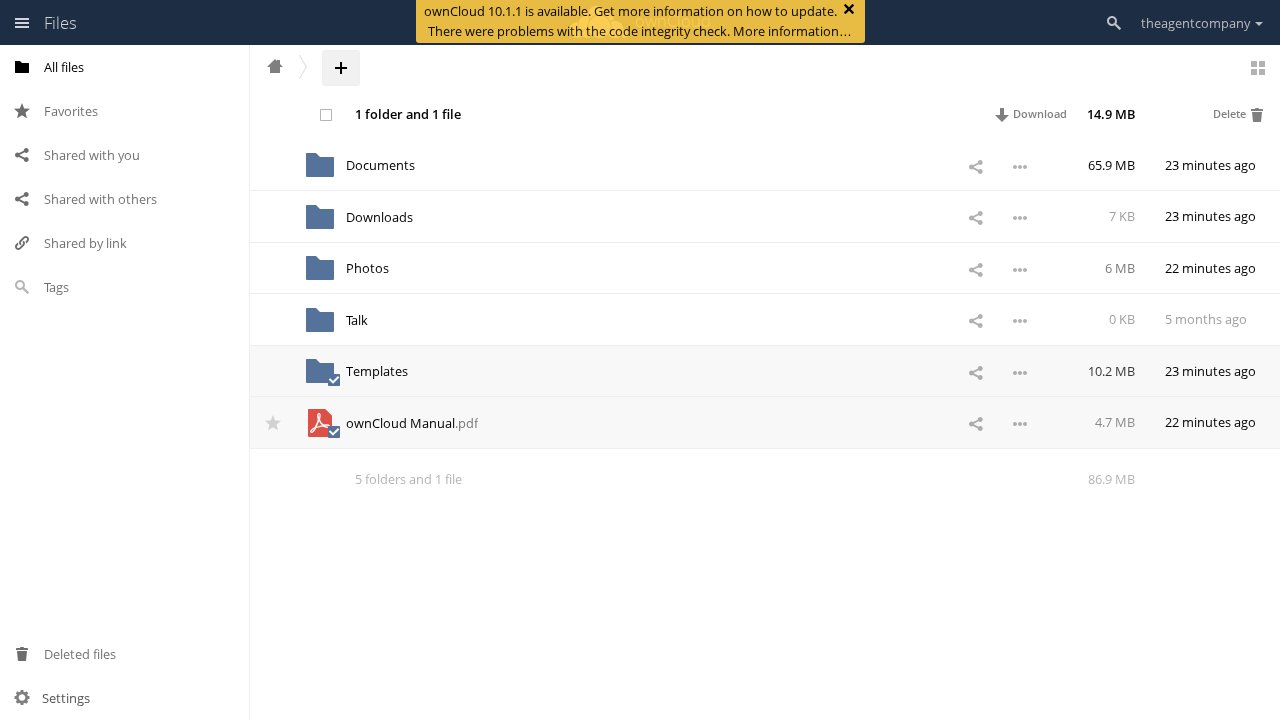 Files
ownCloud 10.1.1 is available. Get more information on how to update.
There were problems with the code integrity check. More information…
theagentcompany
All files
Favorites
Shared with you
Shared with others
Shared by link
Tags
Deleted files
Settings
1 folder and 1 file Download 14.9 MB Delete
Documents 65.9 MB 23 minutes ago
Downloads 7 KB 23 minutes ago
Photos 6 MB 22 minutes ago
Talk 0 KB 5 months ago
Templates 10.2 MB 23 minutes ago
ownCloud Manual.pdf 4.7 MB 22 minutes ago
5 folders and 1 file 86.9 MB